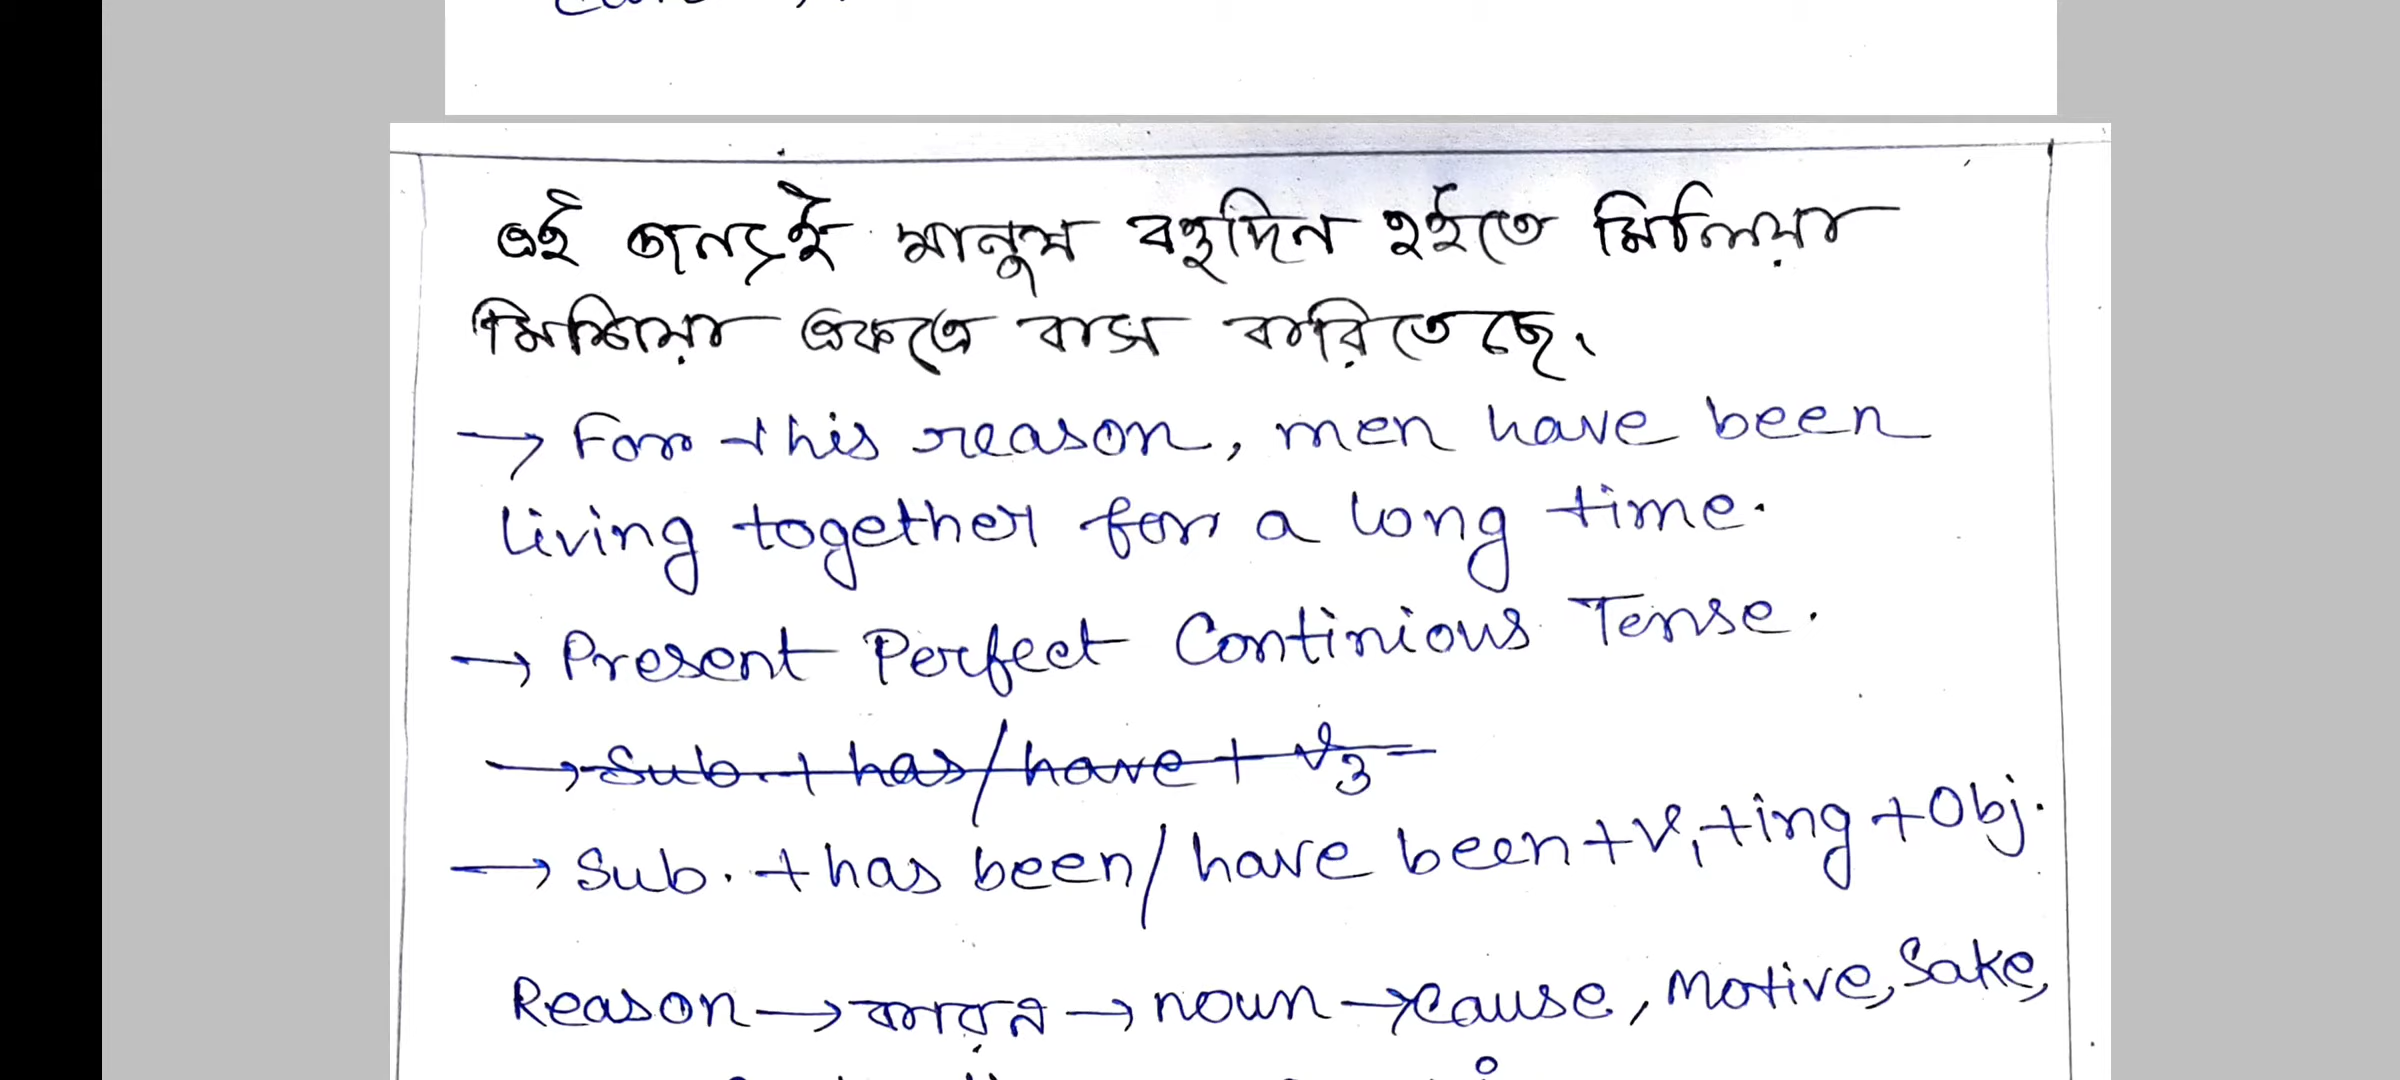 এই জন্যই মানুষ বহুদিন হইতে মিলিয়া
মিশিয়া একত্রে বাস করিতেছে।
→ For this reason, men have been
living together for a long time.
→ Present Perfect Continious Tense.
→ Sub + has/have + V3
→ Sub. + has been/have been + V1 + ing + Obj.
Reason → কারন → noun → Cause, Motive, Sake,